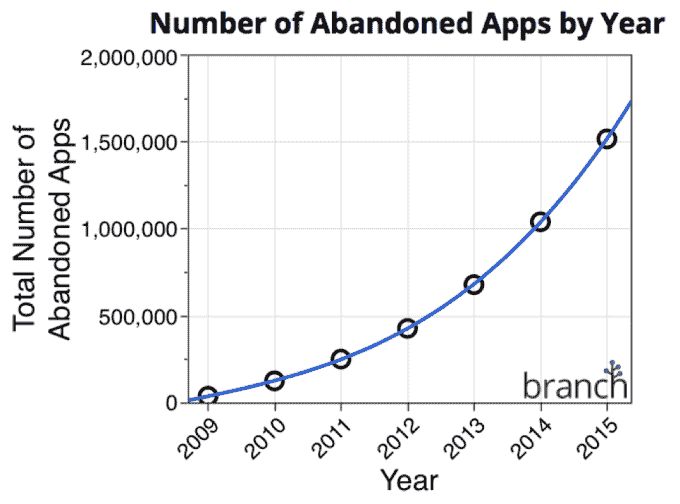 Number of Abandoned Apps by Year
2,000,000
1,500,000
1,000,000
500,000
0
Total Number of
Abandoned Apps
2009
2010
2011
2012
2013
2014
2015
Year
branch